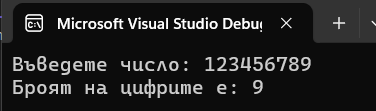 Microsoft Visual Studio Debug
Въведете число: 123456789
Броят на цифрите е: 9